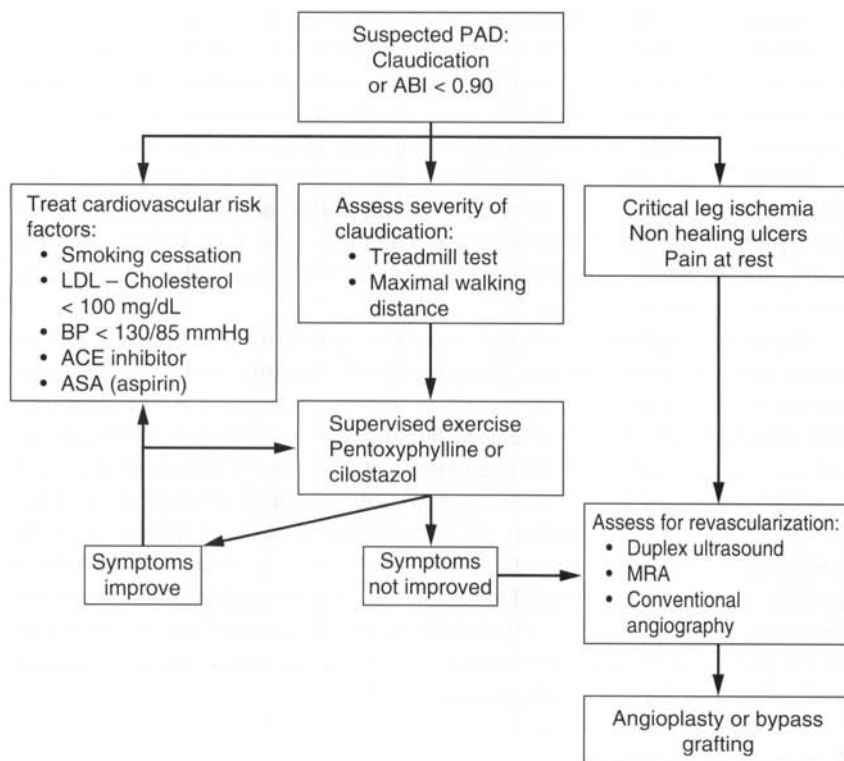 Suspected PAD:
Claudication
or ABI < 0.90
Treat cardiovascular risk
factors:
• Smoking cessation
• LDL – Cholesterol
< 100 mg/dL
• BP < 130/85 mmHg
• ACE inhibitor
• ASA (aspirin)
Assess severity of
claudication:
• Treadmill test
• Maximal walking
distance
Critical leg ischemia
Non healing ulcers
Pain at rest
Supervised exercise
Pentoxyphylline or
cilostazol
Symptoms
improve
Symptoms
not improved
Assess for revascularization:
• Duplex ultrasound
• MRA
• Conventional
angiography
Angioplasty or bypass
grafting